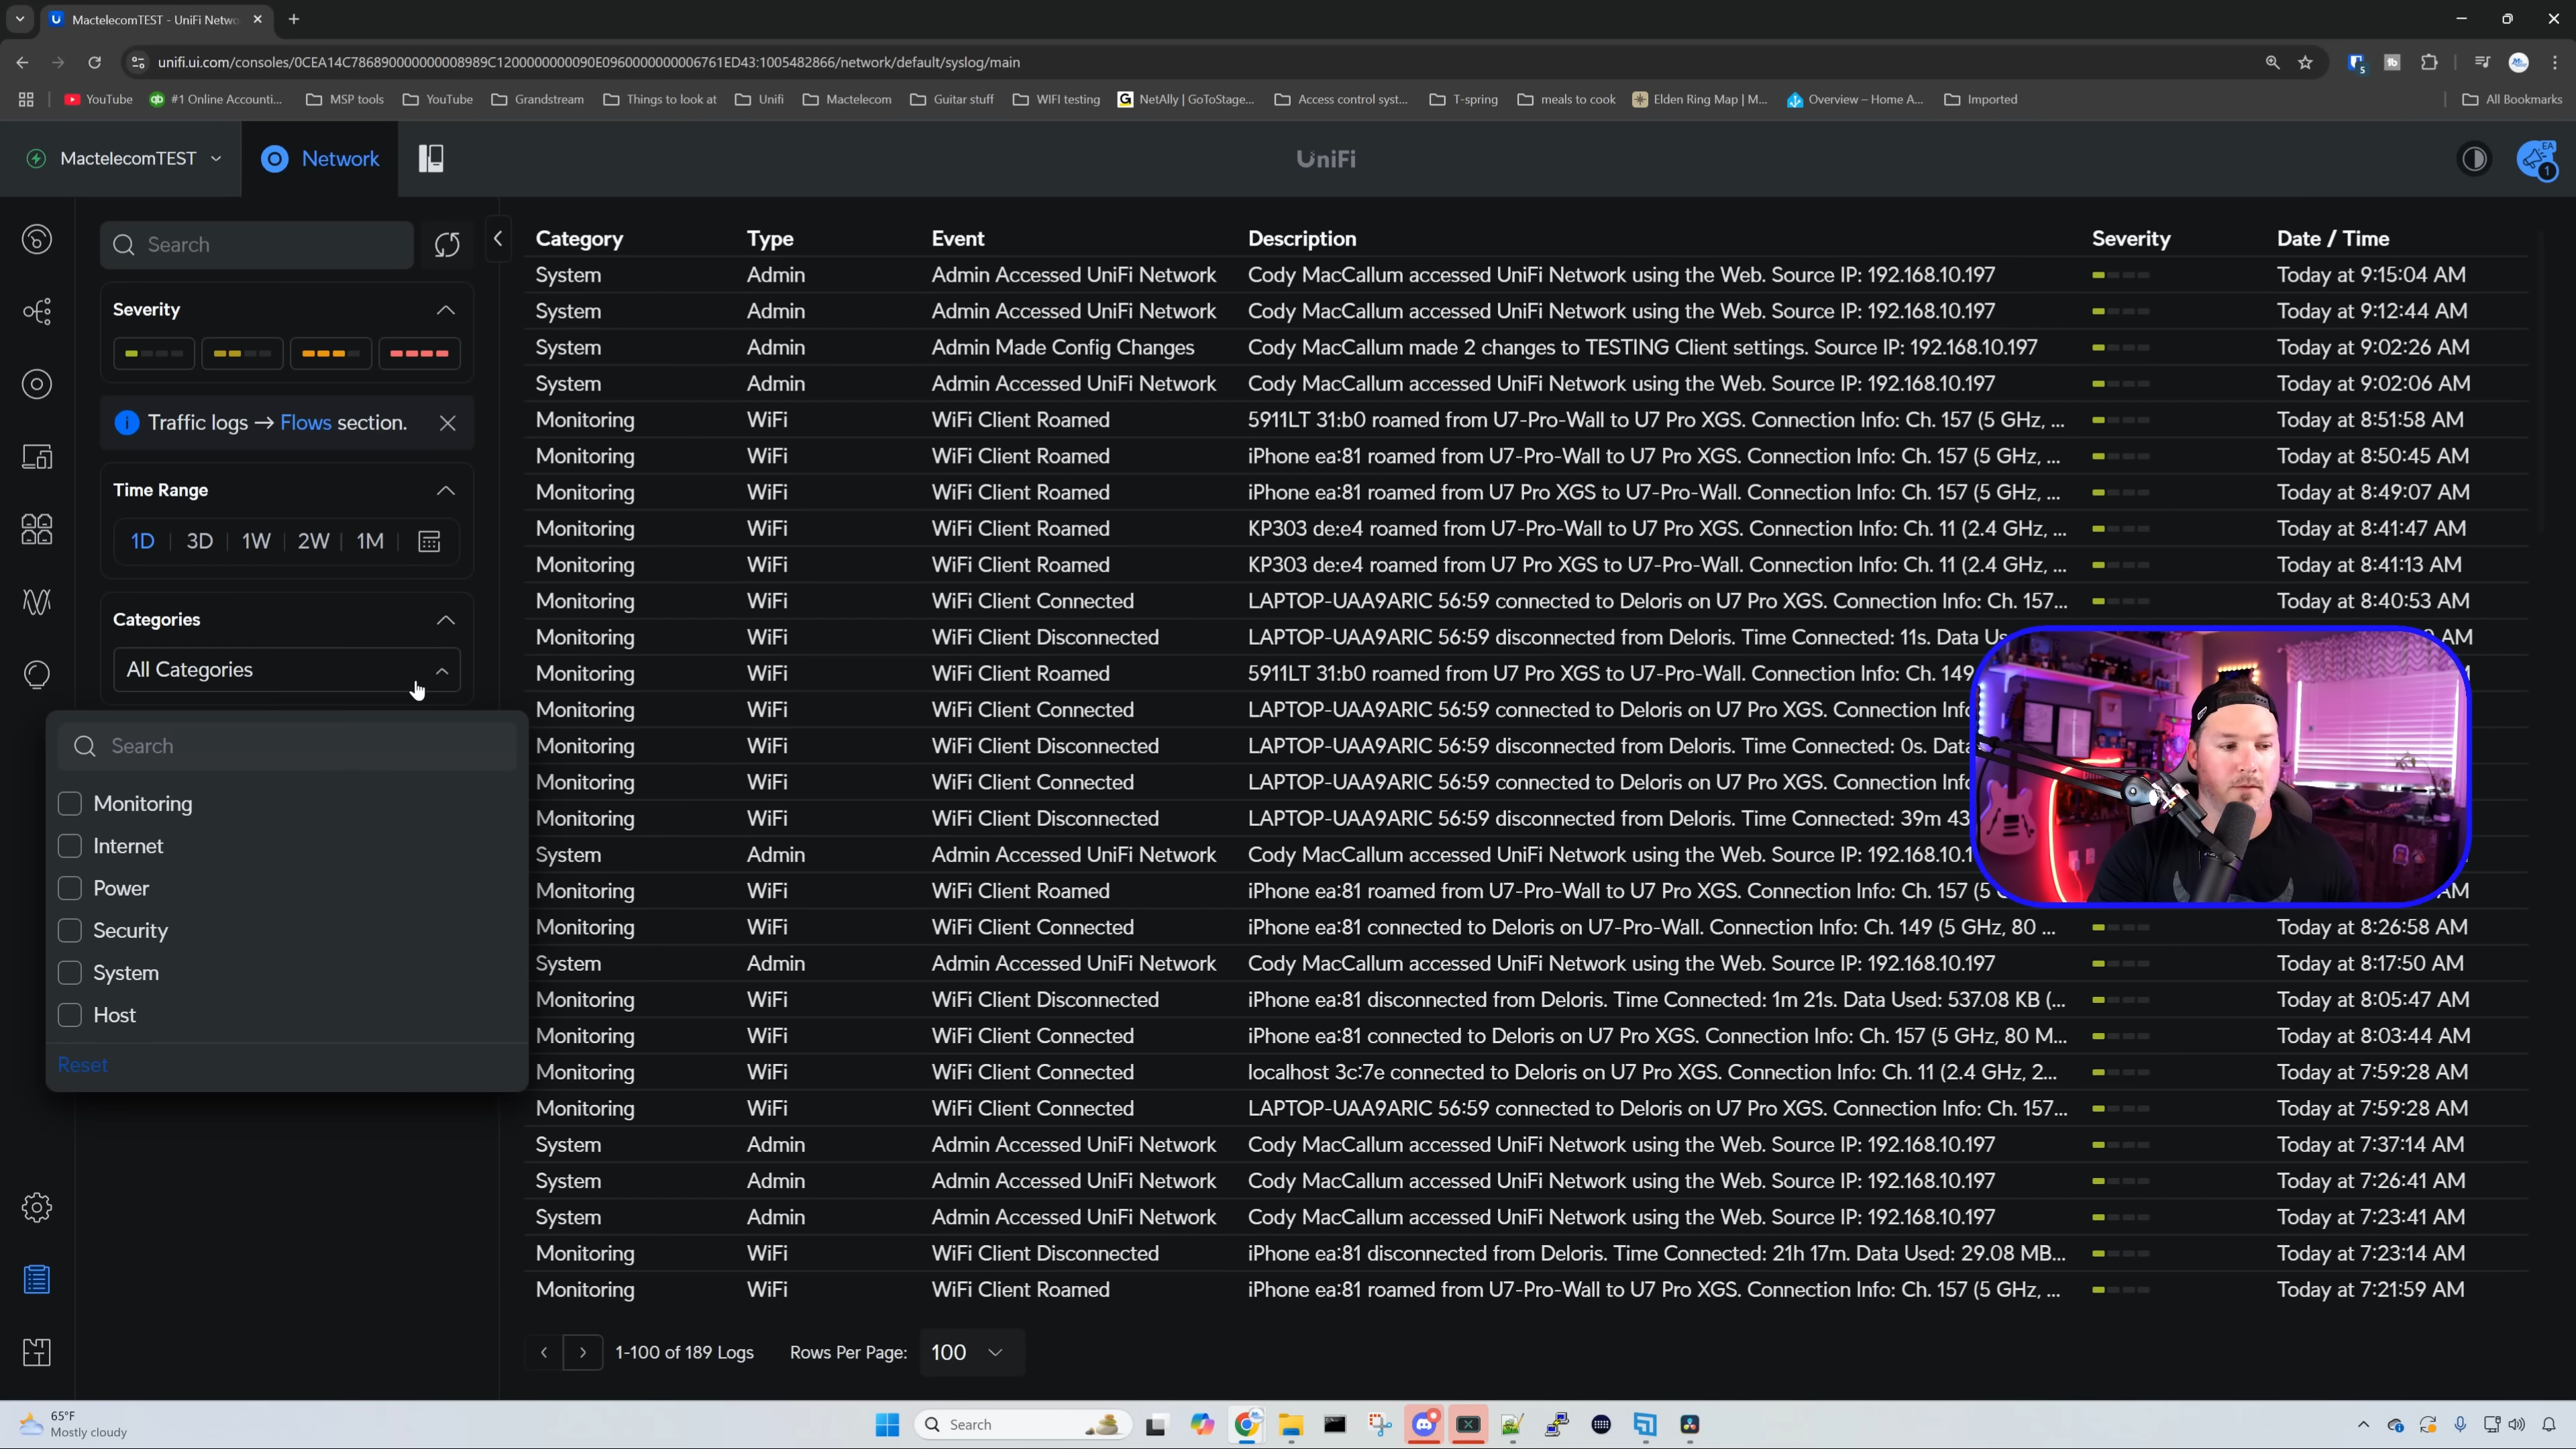 MactelecomTEST - UniFi Netwo
unifi.ui.com/consoles/0CEA14C786890000000008989C1200000000090E0960000000006761ED43:1005482866/network/default/syslog/main
YouTube #1 Online Accounti... MSP tools YouTube Grandstream Things to look at Unifi Mactelecom Guitar stuff WIFI testing NetAlly | GoToStage... Access control syst... T-spring meals to cook Elden Ring Map | M... Overview – Home A... Imported All Bookmarks
MactelecomTEST Network UniFi EA 1
Search
Severity
Traffic logs → Flows section.
Time Range
1D 3D 1W 2W 1M
Categories
All Categories
Search
Monitoring
Internet
Power
Security
System
Host
Reset
Category Type Event Description Severity Date / Time
System Admin Admin Accessed UniFi Network Cody MacCallum accessed UniFi Network using the Web. Source IP: 192.168.10.197 Today at 9:15:04 AM
System Admin Admin Accessed UniFi Network Cody MacCallum accessed UniFi Network using the Web. Source IP: 192.168.10.197 Today at 9:12:44 AM
System Admin Admin Made Config Changes Cody MacCallum made 2 changes to TESTING Client settings. Source IP: 192.168.10.197 Today at 9:02:26 AM
System Admin Admin Accessed UniFi Network Cody MacCallum accessed UniFi Network using the Web. Source IP: 192.168.10.197 Today at 9:02:06 AM
Monitoring WiFi WiFi Client Roamed 5911LT 31:b0 roamed from U7-Pro-Wall to U7 Pro XGS. Connection Info: Ch. 157 (5 GHz, ... Today at 8:51:58 AM
Monitoring WiFi WiFi Client Roamed iPhone ea:81 roamed from U7-Pro-Wall to U7 Pro XGS. Connection Info: Ch. 157 (5 GHz, ... Today at 8:50:45 AM
Monitoring WiFi WiFi Client Roamed iPhone ea:81 roamed from U7 Pro XGS to U7-Pro-Wall. Connection Info: Ch. 157 (5 GHz, ... Today at 8:49:07 AM
Monitoring WiFi WiFi Client Roamed KP303 de:e4 roamed from U7-Pro-Wall to U7 Pro XGS. Connection Info: Ch. 11 (2.4 GHz, ... Today at 8:41:47 AM
Monitoring WiFi WiFi Client Roamed KP303 de:e4 roamed from U7 Pro XGS to U7-Pro-Wall. Connection Info: Ch. 11 (2.4 GHz, ... Today at 8:41:13 AM
Monitoring WiFi WiFi Client Connected LAPTOP-UAA9ARIC 56:59 connected to Deloris on U7 Pro XGS. Connection Info: Ch. 157... Today at 8:40:53 AM
Monitoring WiFi WiFi Client Disconnected LAPTOP-UAA9ARIC 56:59 disconnected from Deloris. Time Connected: 11s. Data Us AM
Monitoring WiFi WiFi Client Roamed 5911LT 31:b0 roamed from U7 Pro XGS to U7-Pro-Wall. Connection Info: Ch. 149
Monitoring WiFi WiFi Client Connected LAPTOP-UAA9ARIC 56:59 connected to Deloris on U7 Pro XGS. Connection Info
Monitoring WiFi WiFi Client Disconnected LAPTOP-UAA9ARIC 56:59 disconnected from Deloris. Time Connected: 0s. Data
Monitoring WiFi WiFi Client Connected LAPTOP-UAA9ARIC 56:59 connected to Deloris on U7 Pro XGS. Connection Info
Monitoring WiFi WiFi Client Disconnected LAPTOP-UAA9ARIC 56:59 disconnected from Deloris. Time Connected: 39m 43
System Admin Admin Accessed UniFi Network Cody MacCallum accessed UniFi Network using the Web. Source IP: 192.168.10.1
Monitoring WiFi WiFi Client Roamed iPhone ea:81 roamed from U7-Pro-Wall to U7 Pro XGS. Connection Info: Ch. 157 (5 AM
Monitoring WiFi WiFi Client Connected iPhone ea:81 connected to Deloris on U7-Pro-Wall. Connection Info: Ch. 149 (5 GHz, 80 ... Today at 8:26:58 AM
System Admin Admin Accessed UniFi Network Cody MacCallum accessed UniFi Network using the Web. Source IP: 192.168.10.197 Today at 8:17:50 AM
Monitoring WiFi WiFi Client Disconnected iPhone ea:81 disconnected from Deloris. Time Connected: 1m 21s. Data Used: 537.08 KB (... Today at 8:05:47 AM
Monitoring WiFi WiFi Client Connected iPhone ea:81 connected to Deloris on U7 Pro XGS. Connection Info: Ch. 157 (5 GHz, 80 M... Today at 8:03:44 AM
Monitoring WiFi WiFi Client Connected localhost 3c:7e connected to Deloris on U7 Pro XGS. Connection Info: Ch. 11 (2.4 GHz, 2... Today at 7:59:28 AM
Monitoring WiFi WiFi Client Connected LAPTOP-UAA9ARIC 56:59 connected to Deloris on U7 Pro XGS. Connection Info: Ch. 157... Today at 7:59:28 AM
System Admin Admin Accessed UniFi Network Cody MacCallum accessed UniFi Network using the Web. Source IP: 192.168.10.197 Today at 7:37:14 AM
System Admin Admin Accessed UniFi Network Cody MacCallum accessed UniFi Network using the Web. Source IP: 192.168.10.197 Today at 7:26:41 AM
System Admin Admin Accessed UniFi Network Cody MacCallum accessed UniFi Network using the Web. Source IP: 192.168.10.197 Today at 7:23:41 AM
Monitoring WiFi WiFi Client Disconnected iPhone ea:81 disconnected from Deloris. Time Connected: 21h 17m. Data Used: 29.08 MB... Today at 7:23:14 AM
Monitoring WiFi WiFi Client Roamed iPhone ea:81 roamed from U7-Pro-Wall to U7 Pro XGS. Connection Info: Ch. 157 (5 GHz, ... Today at 7:21:59 AM
1-100 of 189 Logs Rows Per Page: 100
65°F
Mostly cloudy
Search